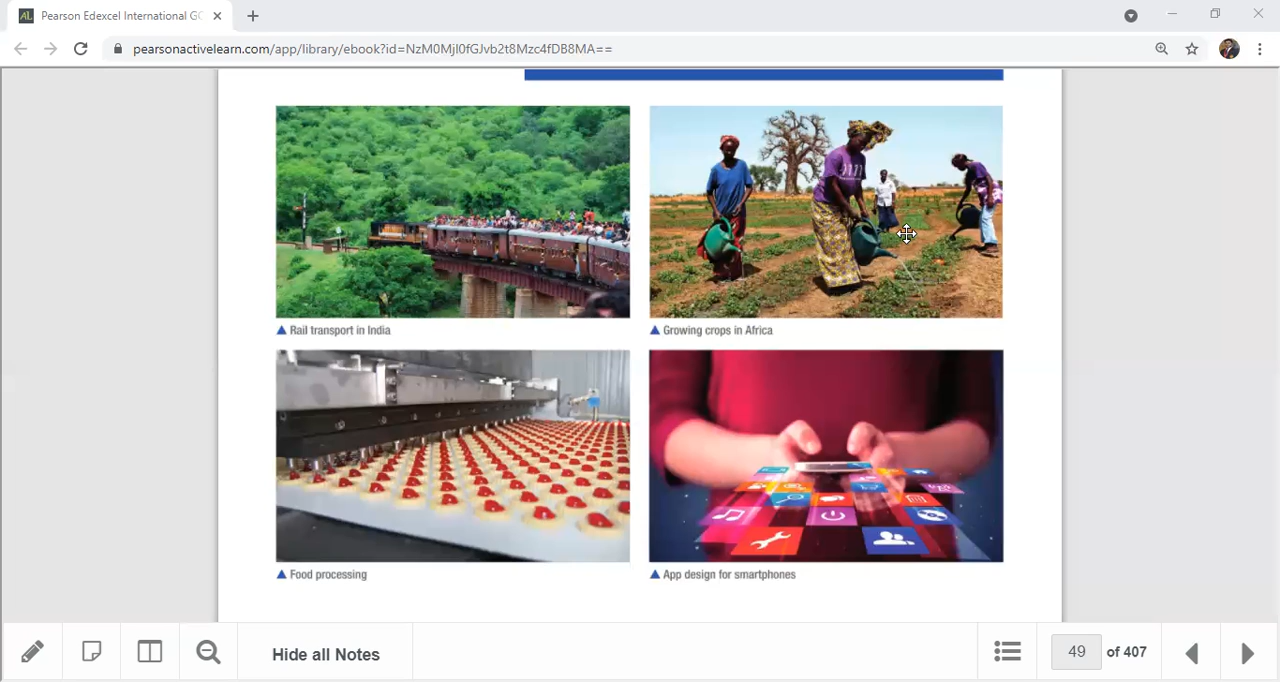 Pearson Edexcel International GC
pearsonactivelearn.com/app/library/ebook?id=NzM0MjI0fGJvb2t8Mzc4fDB8MA==
Rail transport in India
Growing crops in Africa
Food processing
App design for smartphones
Hide all Notes
49 of 407